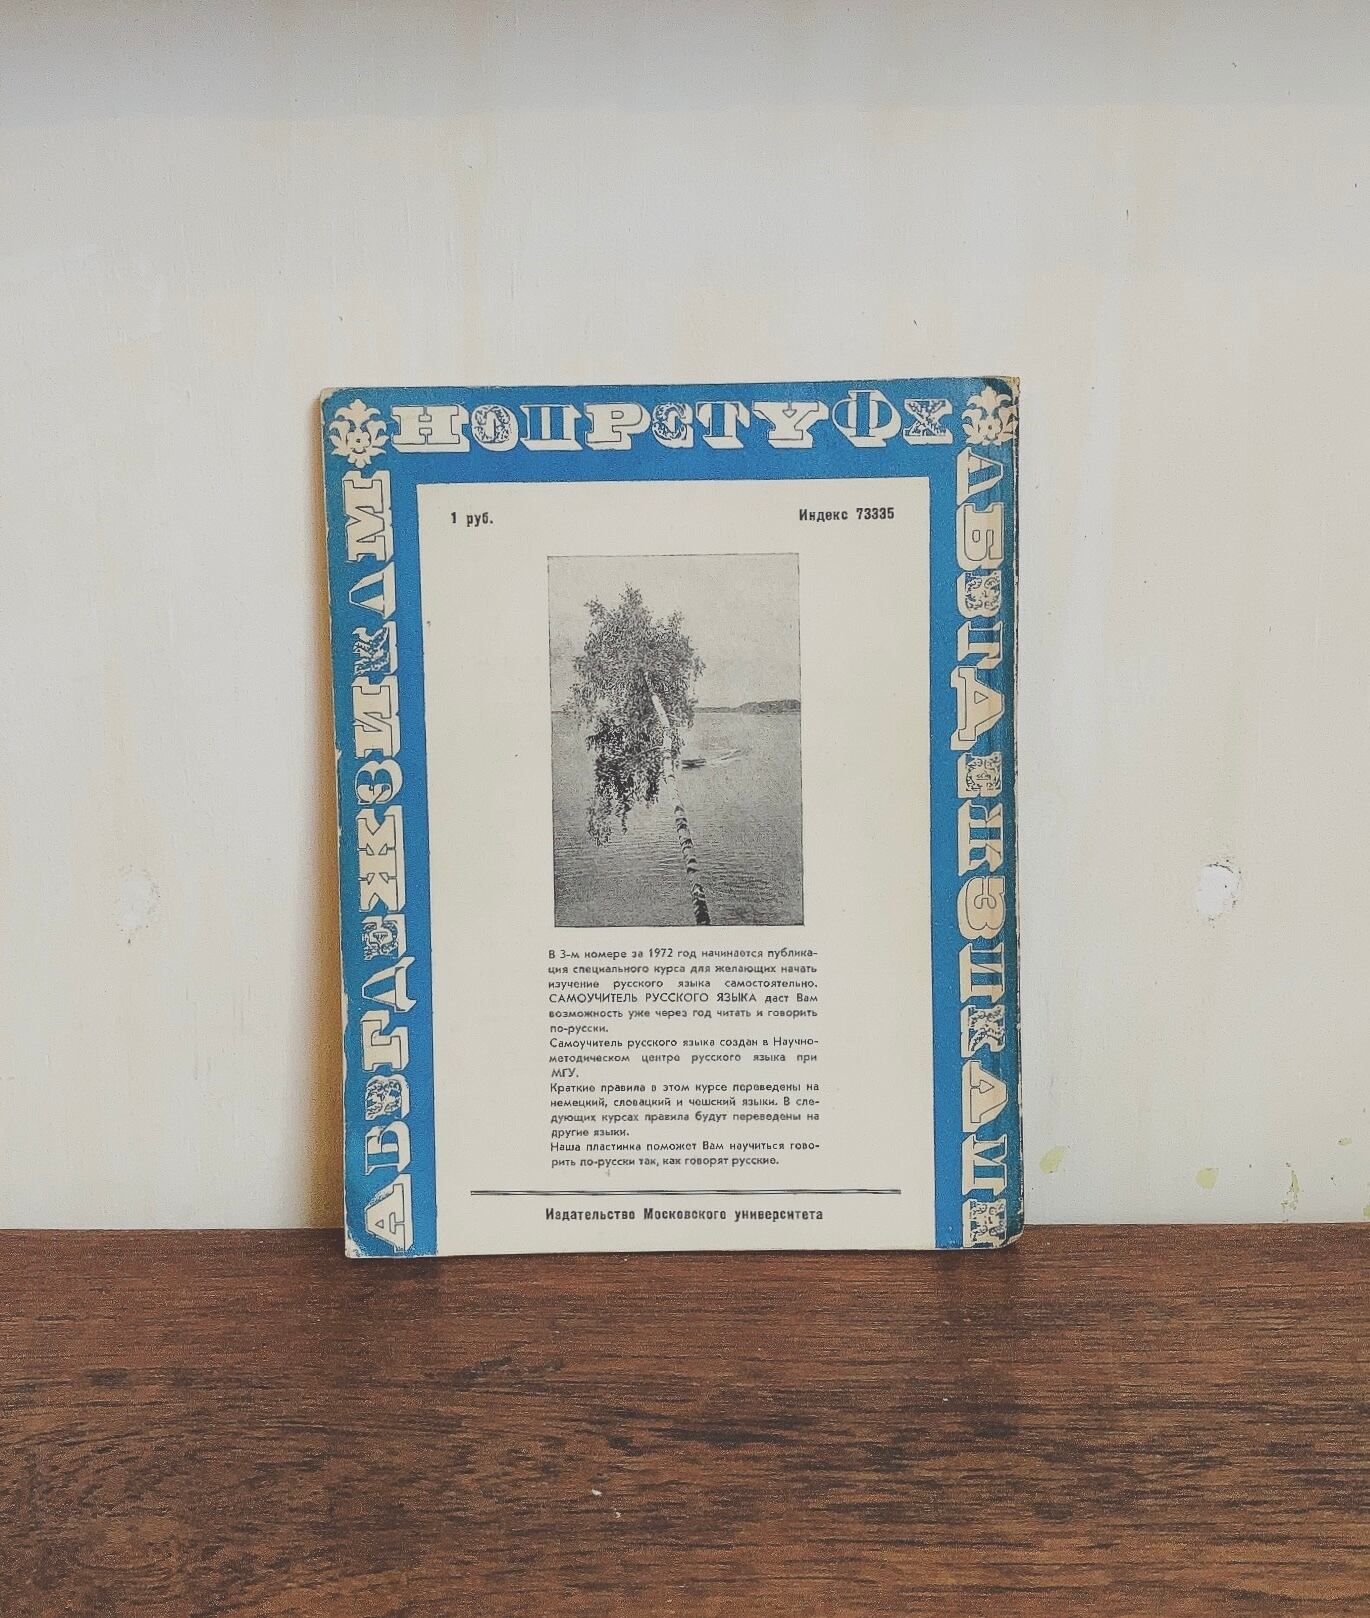 НОПРСТУФХ
АБВГДЕЖЗИКЛМ
АБВГДЕЖЗИКЛМН
1 руб.
Индекс 73335
В 3-м номере за 1972 год начинается публика-
ция специального курса для желающих начать
изучение русского языка самостоятельно.
САМОУЧИТЕЛЬ РУССКОГО ЯЗЫКА даст Вам
возможность уже через год читать и говорить
по-русски.
Самоучитель русского языка создан в Научно-
методическом центре русского языка при
МГУ.
Краткие правила в этом курсе переведены на
немецкий, словацкий и чешский языки. В сле-
дующих курсах правила будут переведены на
другие языки.
Наша пластинка поможет Вам научиться гово-
рить по-русски так, как говорят русские.
Издательство Московского университета